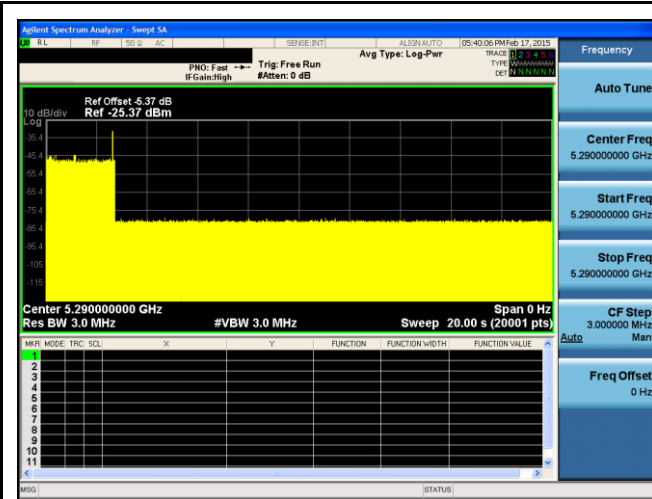 Agilent Spectrum Analyzer - Swept SA
RL RF 50 Ω AC SENSE:INT ALIGN AUTO 05:40:06 PM Feb 17, 2015
Avg Type: Log-Pwr TRACE 1 2 3 4 5 6
PNO: Fast Trig: Free Run TYPE
IFGain:High #Atten: 0 dB DET N N N N N N
Ref Offset -5.37 dB
10 dB/div Ref -25.37 dBm
Log
-35.4
-45.4
-55.4
-65.4
-75.4
-85.4
-95.4
-105
-115
Center 5.290000000 GHz Span 0 Hz
Res BW 3.0 MHz #VBW 3.0 MHz Sweep 20.00 s (20001 pts)
MKR MODE TRC SCL X Y FUNCTION FUNCTION WIDTH FUNCTION VALUE
1
2
3
4
5
6
7
8
9
10
11
MSG STATUS
Frequency
Auto Tune
Center Freq
5.290000000 GHz
Start Freq
5.290000000 GHz
Stop Freq
5.290000000 GHz
CF Step
3.000000 MHz
Auto Man
Freq Offset
0 Hz